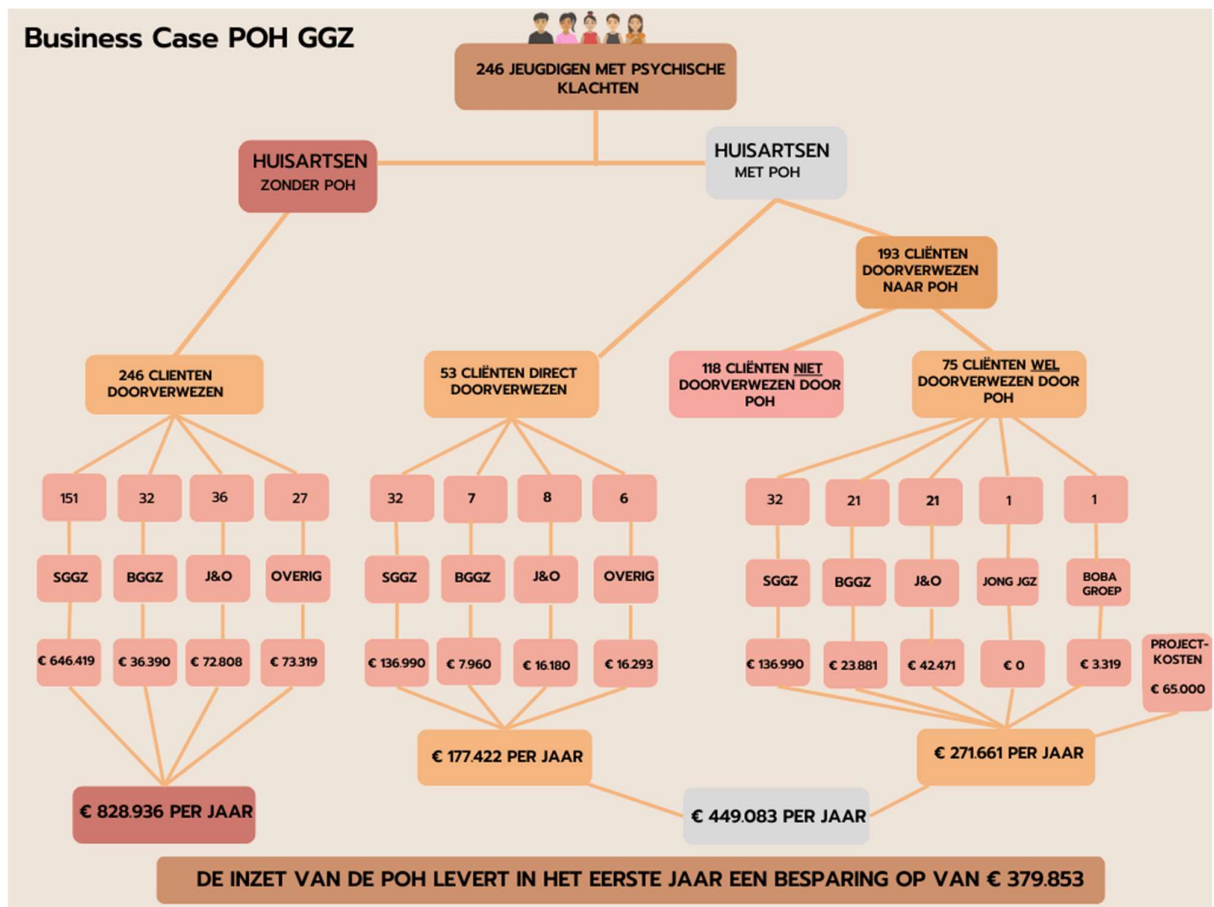 Business Case POH GGZ
246 JEUGDIGEN MET PSYCHISCHE
KLACHTEN
HUISARTSEN
ZONDER POH
HUISARTSEN
MET POH
193 CLIËNTEN
DOORVERWEZEN
NAAR POH
246 CLIENTEN
DOORVERWEZEN
53 CLIËNTEN DIRECT
DOORVERWEZEN
118 CLIËNTEN NIET
DOORVERWEZEN DOOR
POH
75 CLIËNTEN WEL
DOORVERWEZEN DOOR
POH
151
32
36
27
32
7
8
6
32
21
21
1
1
SGGZ
BGGZ
J&O
OVERIG
SGGZ
BGGZ
J&O
OVERIG
SGGZ
BGGZ
J&O
JONG JGZ
BOBA
GROEP
€ 646.419
€ 36.390
€ 72.808
€ 73.319
€ 136.990
€ 7.960
€ 16.180
€ 16.293
€ 136.990
€ 23.881
€ 42.471
€ 0
€ 3.319
PROJECT-
KOSTEN
€ 65.000
€ 177.422 PER JAAR
€ 271.661 PER JAAR
€ 828.936 PER JAAR
€ 449.083 PER JAAR
DE INZET VAN DE POH LEVERT IN HET EERSTE JAAR EEN BESPARING OP VAN € 379.853